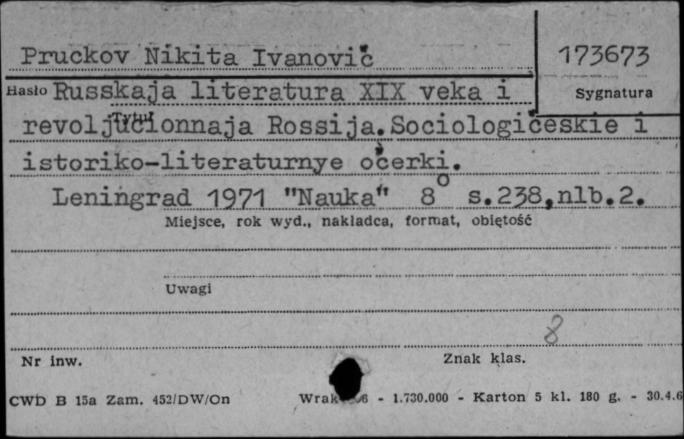 Pruckov Nikita Ivanovič
173673
Hasło Russkaja literatura XIX veka i
Sygnatura
Tytuł
revoljucionnaja Rossija. Sociologičeskie i
istoriko-literaturnye očerki.
Leningrad 1971 "Nauka" 8° s.238,nlb.2.
Miejsce, rok wyd., nakładca, format, objętość
Uwagi
8
Nr inw.
Znak klas.
CWD B 15a Zam. 452/DW/On
- 1.730.000 - Karton 5 kl. 180 g. - 30.4.6